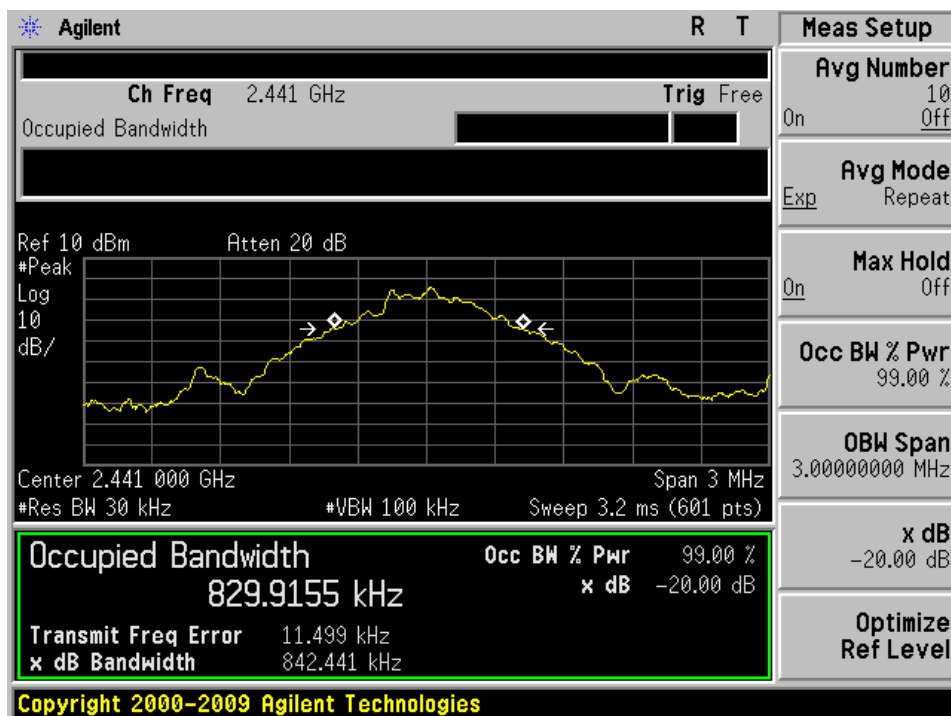 Agilent R T
Ch Freq 2.441 GHz Trig Free
Occupied Bandwidth
Ref 10 dBm Atten 20 dB
#Peak
Log
10
dB/
Center 2.441 000 GHz Span 3 MHz
#Res BW 30 kHz #VBW 100 kHz Sweep 3.2 ms (601 pts)
Occupied Bandwidth Occ BW % Pwr 99.00 %
829.9155 kHz x dB -20.00 dB
Transmit Freq Error 11.499 kHz
x dB Bandwidth 842.441 kHz
Copyright 2000-2009 Agilent Technologies
Meas Setup
Avg Number
10
On Off
Avg Mode
Exp Repeat
Max Hold
On Off
Occ BW % Pwr
99.00 %
OBW Span
3.00000000 MHz
x dB
-20.00 dB
Optimize
Ref Level